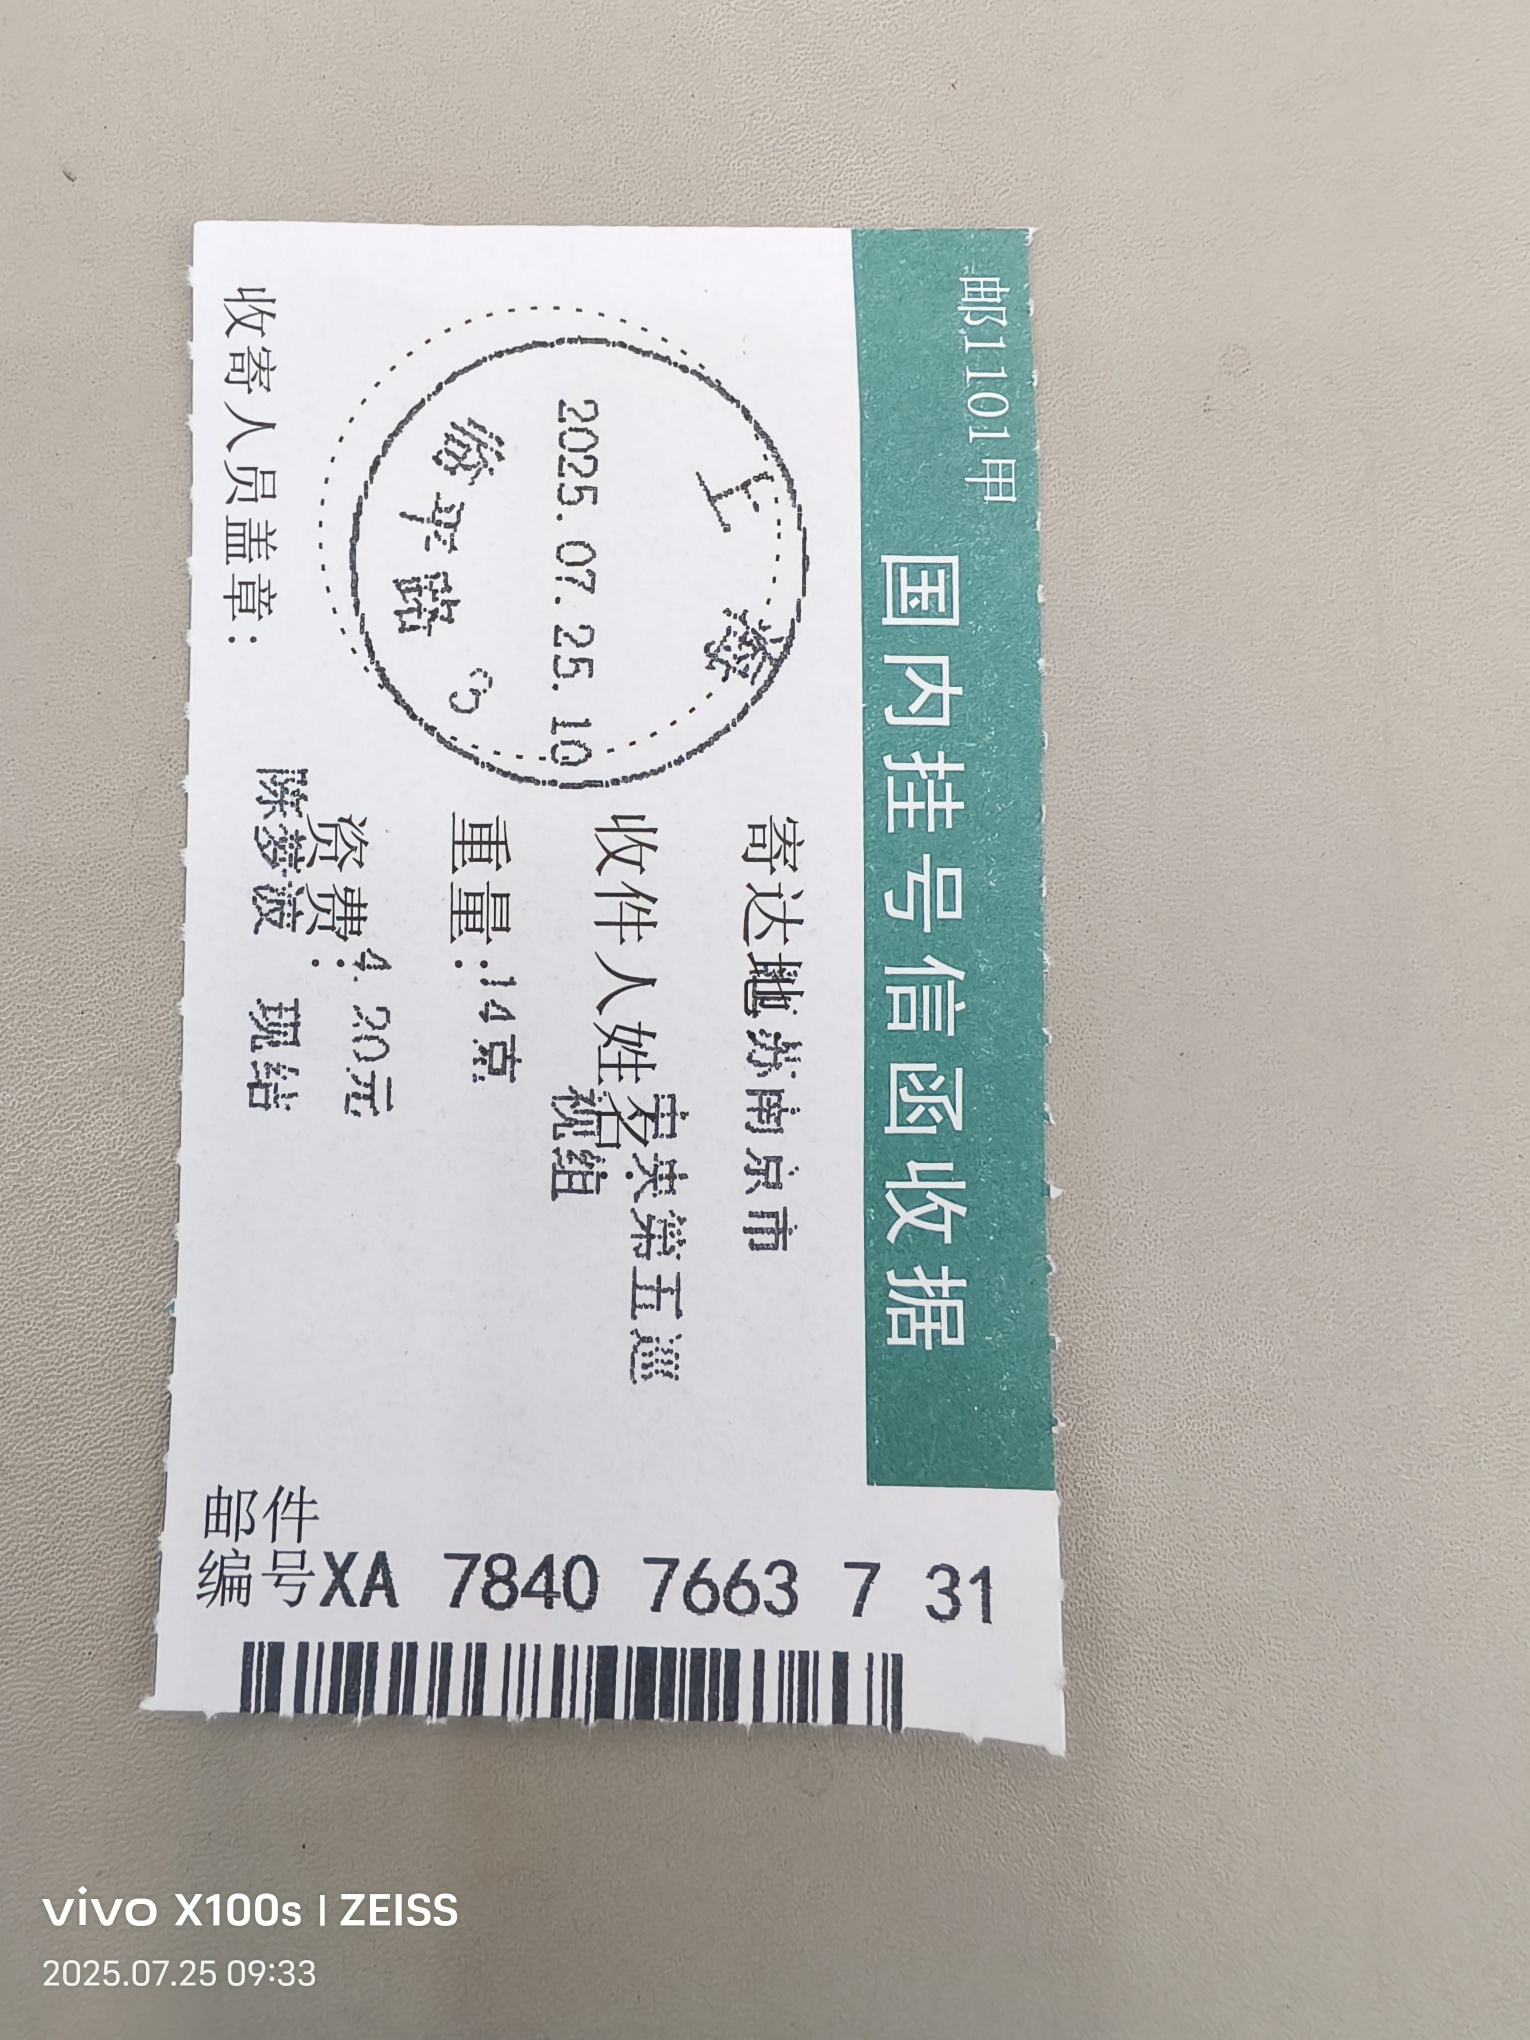 邮1101甲
国内挂号信函收据
寄达地:苏南京市
收件人姓名:中央第五巡
视组
重量:14克
资费:4.20元
陈梦波 现结
上海
2025.07.25.10
临平路
3
收寄人员盖章:
邮件
编号XA 7840 7663 7 31
vivo X100s | ZEISS
2025.07.25 09:33